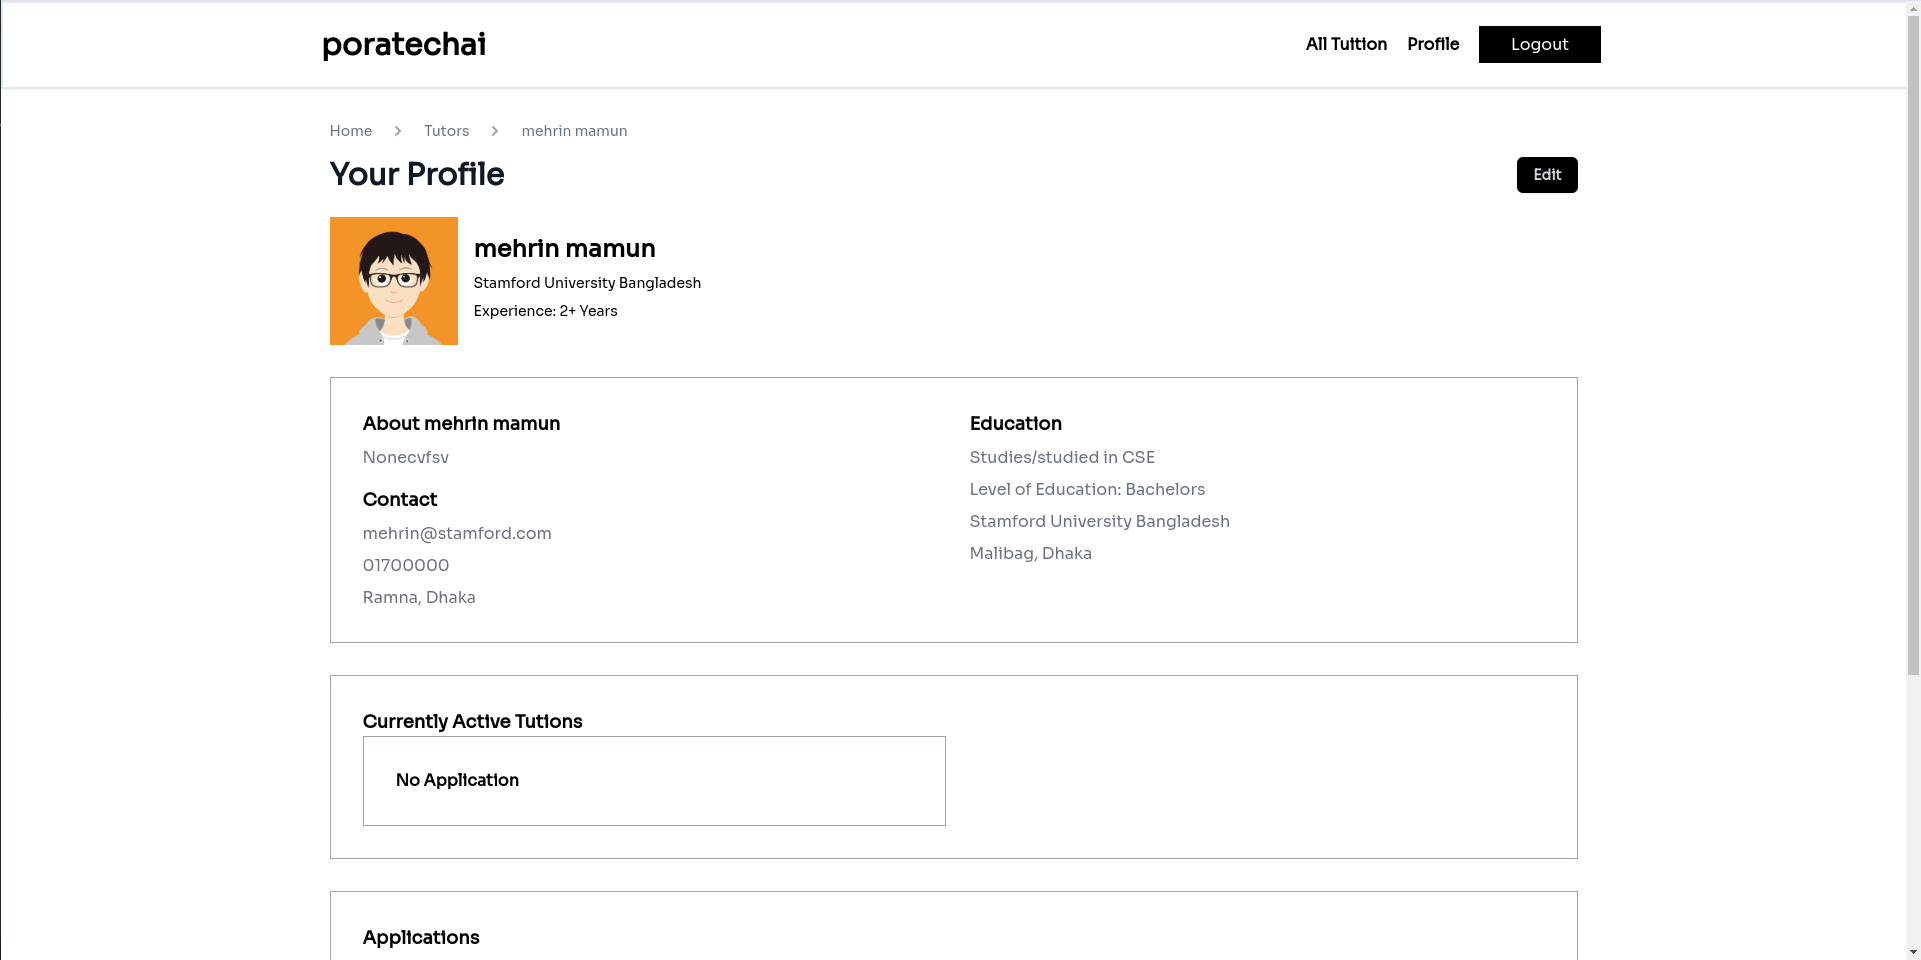 poratechai
All Tuition Profile Logout
Home > Tutors > mehrin mamun
Your Profile
Edit
mehrin mamun
Stamford University Bangladesh
Experience: 2+ Years
About mehrin mamun
Nonecvfsv
Contact
mehrin@stamford.com
01700000
Ramna, Dhaka
Education
Studies/studied in CSE
Level of Education: Bachelors
Stamford University Bangladesh
Malibag, Dhaka
Currently Active Tutions
No Application
Applications